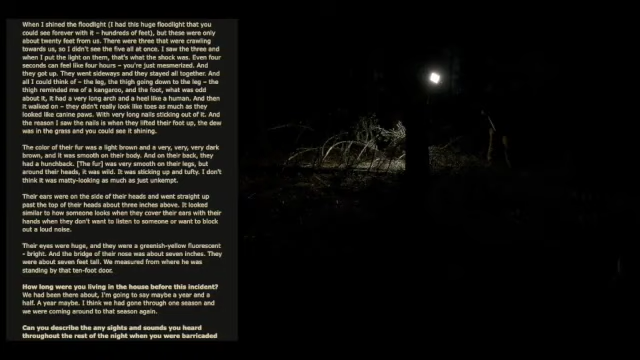 When I shined the floodlight (I had this huge floodlight that you
could see forever with it – hundreds of feet), but these were only
about twenty feet from us. There were three that were crawling
towards us, so I didn't see the five all at once. I saw the three and
when I put the light on them, that's what the shock was. Even four
seconds can feel like four hours – you're just mesmerized. And
they got up. They went sideways and they stayed all together. And
all I could think of – the leg, the thigh going down to the leg – the
thigh reminded me of a kangaroo, and the foot, what was odd
about it, it had a very long arch and a heel like a human. And then
it walked on – they didn't really look like toes as much as they
looked like canine paws. With very long nails sticking out of it. And
the reason I saw the nails is when they lifted their foot up, the dew
was in the grass and you could see it shining.
The color of their fur was a light brown and a very, very, very dark
brown, and it was smooth on their body. And on their back, they
had a hunchback. [The fur] was very smooth on their legs, but
around their heads, it was wild. It was sticking up and tufty. I don't
think it was matty-looking as much as just unkempt.
Their ears were on the side of their heads and went straight up
past the top of their heads about three inches above. It looked
similar to how someone looks when they cover their ears with their
hands when they don't want to listen to someone or want to block
out a loud noise.
Their eyes were huge, and they were a greenish-yellow fluorescent
- bright. And the bridge of their nose was about seven inches. They
were about seven feet tall. We measured from where he was
standing by that ten-foot door.
How long were you living in the house before this incident?
We had been there about, I'm going to say maybe a year and a
half. A year maybe. I think we had gone through one season and
we were coming around to that season again.
Can you describe the any sights and sounds you heard
throughout the rest of the night when you were barricaded